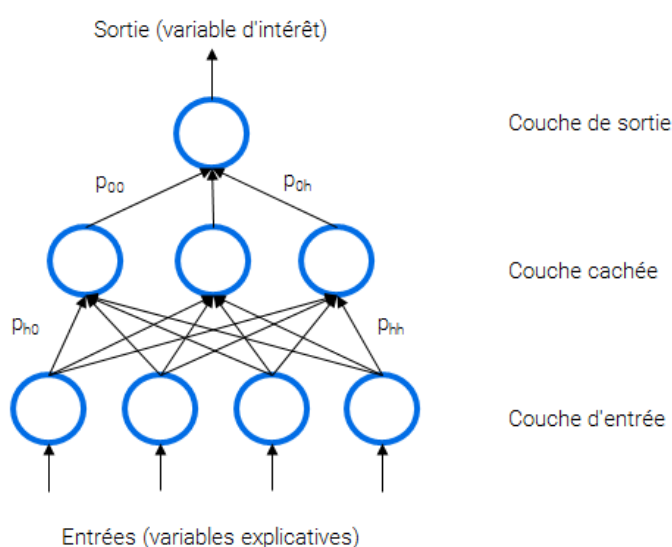 Sortie (variable d'intérêt)
Couche de sortie
p₀₀
p₀ₕ
Couche cachée
pₕ₀
pₕₕ
Couche d'entrée
Entrées (variables explicatives)